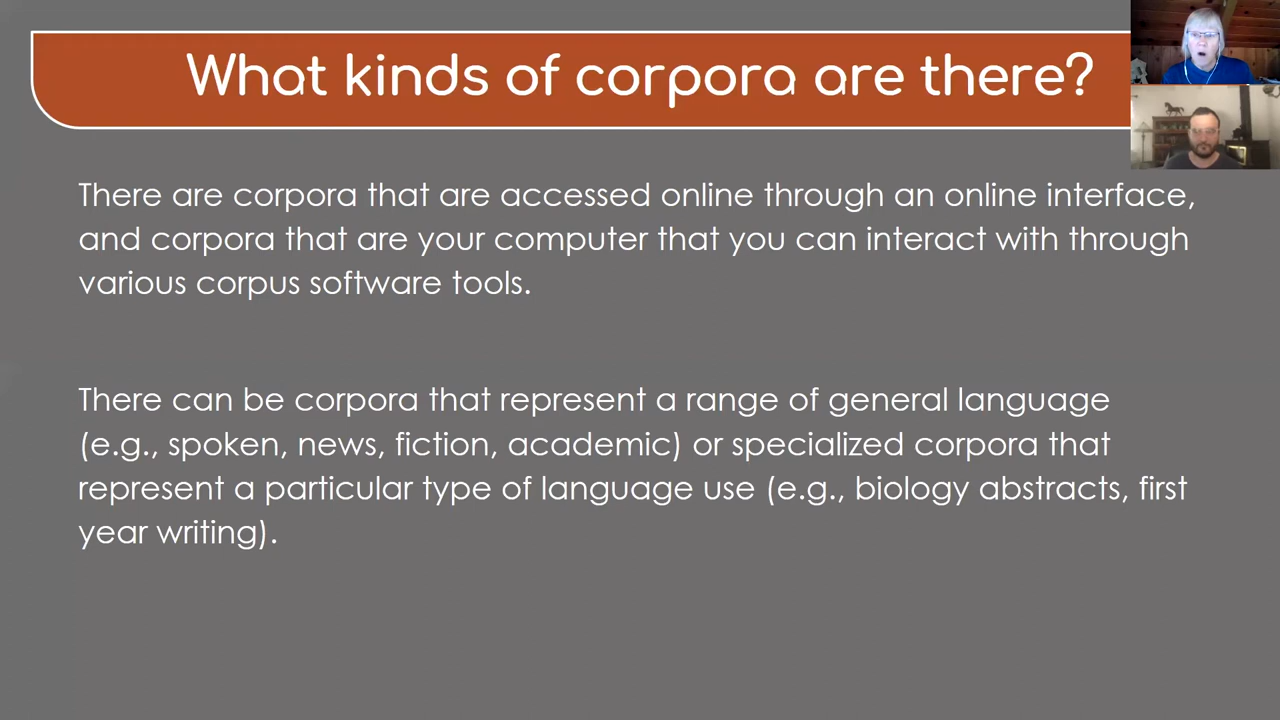 What kinds of corpora are there?
There are corpora that are accessed online through an online interface,
and corpora that are your computer that you can interact with through
various corpus software tools.
There can be corpora that represent a range of general language
(e.g., spoken, news, fiction, academic) or specialized corpora that
represent a particular type of language use (e.g., biology abstracts, first
year writing).